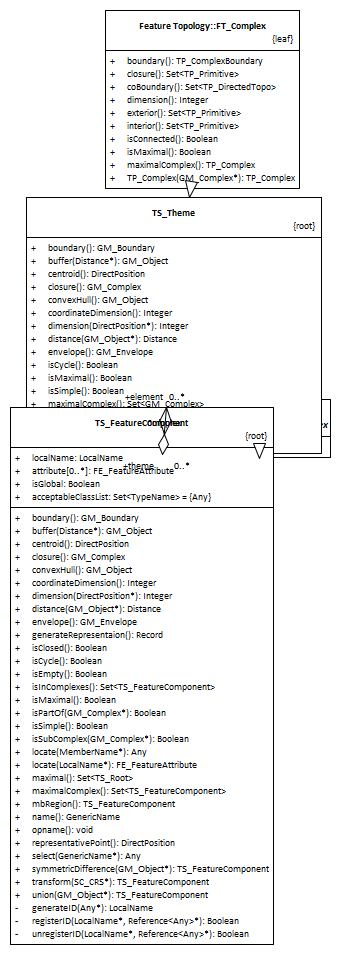 Feature Topology::FT_Complex
{leaf}
+ boundary(): TP_ComplexBoundary
+ closure(): Set<TP_Primitive>
+ coBoundary(): Set<TP_DirectedTopo>
+ dimension(): Integer
+ exterior(): Set<TP_Primitive>
+ interior(): Set<TP_Primitive>
+ isConnected(): Boolean
+ isMaximal(): Boolean
+ maximalComplex(): TP_Complex
+ TP_Complex(GM_Complex*): TP_Complex
TS_Theme
{root}
+ boundary(): GM_Boundary
+ buffer(Distance*): GM_Object
+ centroid(): DirectPosition
+ closure(): GM_Complex
+ convexHull(): GM_Object
+ coordinateDimension(): Integer
+ dimension(DirectPosition*): Integer
+ distance(GM_Object*): Distance
+ envelope(): GM_Envelope
+ isCycle(): Boolean
+ isMaximal(): Boolean
+ isSimple(): Boolean
+element 0..*
+ maximalComplex(): Set<GM_Complex>
TS_FeatureComponent
{root}
+ localName: LocalName
+theme 0..*
+ attribute[0..*]: FE_FeatureAttribute
+ isGlobal: Boolean
+ acceptableClassList: Set<TypeName> = {Any}
+ boundary(): GM_Boundary
+ buffer(Distance*): GM_Object
+ centroid(): DirectPosition
+ closure(): GM_Complex
+ convexHull(): GM_Object
+ coordinateDimension(): Integer
+ dimension(DirectPosition*): Integer
+ distance(GM_Object*): Distance
+ envelope(): GM_Envelope
+ generateRepresentaion(): Record
+ isClosed(): Boolean
+ isCycle(): Boolean
+ isEmpty(): Boolean
+ isInComplexes(): Set<TS_FeatureComponent>
+ isMaximal(): Boolean
+ isPartOf(GM_Complex*): Boolean
+ isSimple(): Boolean
+ isSubComplex(GM_Complex*): Boolean
+ locate(MemberName*): Any
+ locate(LocalName*): FE_FeatureAttribute
+ maximal(): Set<TS_Root>
+ maximalComplex(): Set<TS_FeatureComponent>
+ mbRegion(): TS_FeatureComponent
+ name(): GenericName
+ opname(): void
+ representativePoint(): DirectPosition
+ select(GenericName*): Any
+ symmetricDifference(GM_Object*): TS_FeatureComponent
+ transform(SC_CRS*): TS_FeatureComponent
+ union(GM_Object*): TS_FeatureComponent
- generateID(Any*): LocalName
- registerID(LocalName*, Reference<Any>*): Boolean
- unregisterID(LocalName*, Reference<Any>*): Boolean